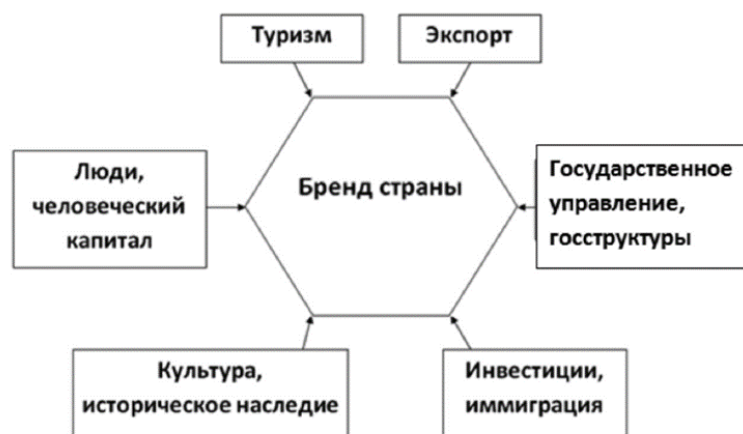 Туризм
Экспорт
Люди,
человеческий
капитал
Бренд страны
Государственное
управление,
госструктуры
Культура,
историческое наследие
Инвестиции,
иммиграция